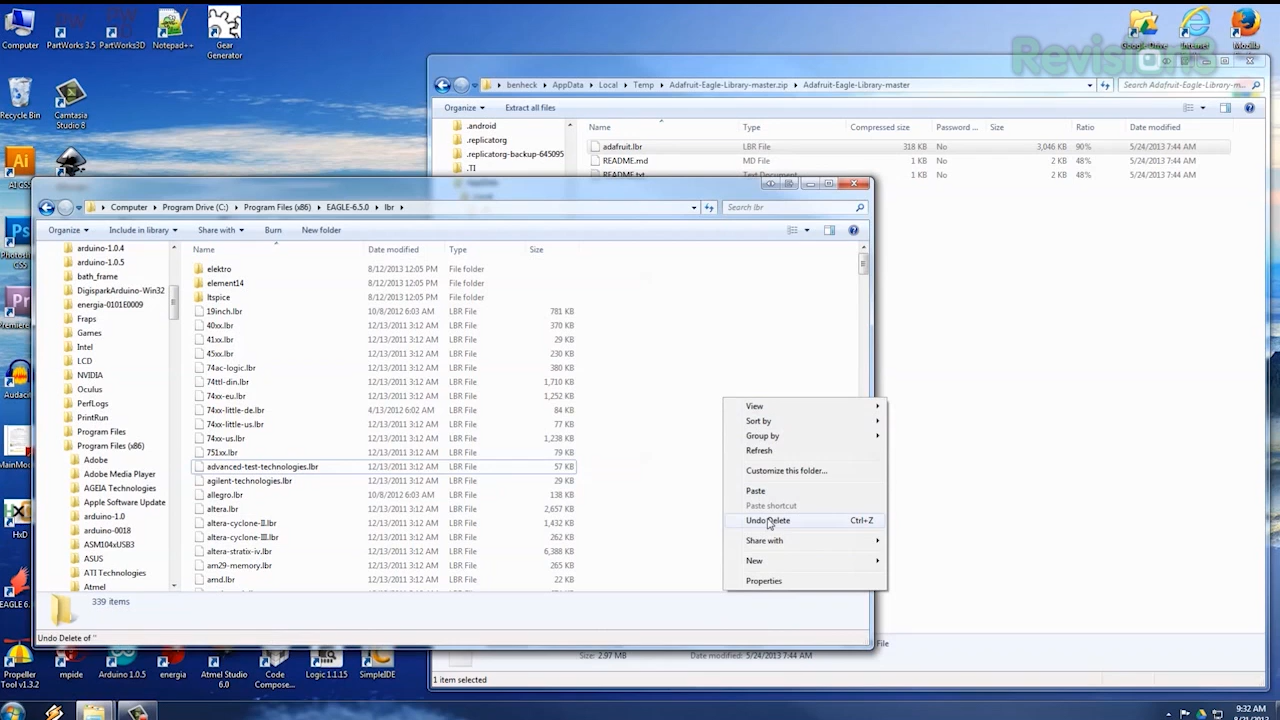 Computer
PartWorks 3.5
PartWorks3D
Notepad++
Gear
Generator
Google Drive
Internet
Mozilla
Revision3
Recycle Bin
Camtasia
Studio 8
benheck
AppData
Local
Temp
Adafruit-Eagle-Library-master.zip
Adafruit-Eagle-Library-master
Search Adafruit-Eagle-Library-m...
Organize
Extract all files
.android
.replicatorg
.replicatorg-backup-645095
.TI
Name Type Compressed size Password ... Size Ratio Date modified
adafruit.lbr LBR File 318 KB No 3,046 KB 90% 5/24/2013 7:44 AM
README.md MD File 1 KB No 2 KB 48% 5/24/2013 7:44 AM
README.txt Text Document 1 KB No 2 KB 48% 5/24/2013 7:44 AM
Computer Program Drive (C:) Program Files (x86) EAGLE-6.5.0 lbr
Search lbr
Organize Include in library Share with Burn New folder
arduino-1.0.4
arduino-1.0.5
bath_frame
DigisparkArduino-Win32
energia-0101E0009
Fraps
Games
Intel
LCD
NVIDIA
Oculus
PerfLogs
PrintRun
Program Files
Program Files (x86)
Adobe
Adobe Media Player
AGEIA Technologies
Apple Software Update
arduino-1.0
arduino-0018
ASM104xUSB3
ASUS
ATI Technologies
Atmel
Name Date modified Type Size
elektro 8/12/2013 12:05 PM File folder
element14 8/12/2013 12:05 PM File folder
ltspice 8/12/2013 12:05 PM File folder
19inch.lbr 10/8/2012 6:03 AM LBR File 781 KB
40xx.lbr 12/13/2011 3:12 AM LBR File 370 KB
41xx.lbr 12/13/2011 3:12 AM LBR File 29 KB
45xx.lbr 12/13/2011 3:12 AM LBR File 230 KB
74ac-logic.lbr 12/13/2011 3:12 AM LBR File 380 KB
74ttl-din.lbr 12/13/2011 3:12 AM LBR File 1,710 KB
74xx-eu.lbr 12/13/2011 3:12 AM LBR File 1,252 KB
74xx-little-de.lbr 4/13/2012 6:02 AM LBR File 84 KB
74xx-little-us.lbr 12/13/2011 3:12 AM LBR File 77 KB
74xx-us.lbr 12/13/2011 3:12 AM LBR File 1,238 KB
751xx.lbr 12/13/2011 3:12 AM LBR File 79 KB
advanced-test-technologies.lbr 12/13/2011 3:12 AM LBR File 57 KB
agilent-technologies.lbr 12/13/2011 3:12 AM LBR File 29 KB
allegro.lbr 10/8/2012 6:03 AM LBR File 138 KB
altera.lbr 12/13/2011 3:12 AM LBR File 2,657 KB
altera-cyclone-II.lbr 12/13/2011 3:12 AM LBR File 1,432 KB
altera-cyclone-III.lbr 12/13/2011 3:12 AM LBR File 262 KB
altera-stratix-iv.lbr 12/13/2011 3:12 AM LBR File 6,388 KB
am29-memory.lbr 12/13/2011 3:12 AM LBR File 265 KB
amd.lbr 12/13/2011 3:12 AM LBR File 22 KB
View
Sort by
Group by
Refresh
Customize this folder...
Paste
Paste shortcut
Undo Delete Ctrl+Z
Share with
New
Properties
339 items
Undo Delete of ''
File
Size: 2.97 MB
Date modified: 5/24/2013 7:44 AM
1 item selected
Ai
Ps
Pr
HxD
Propeller
Tool v1.3.2
mpide
Arduino 1.0.5
energia
Atmel Studio
6.0
Code
Compose...
Logic1.1.15
SimpleIDE
9:32 AM